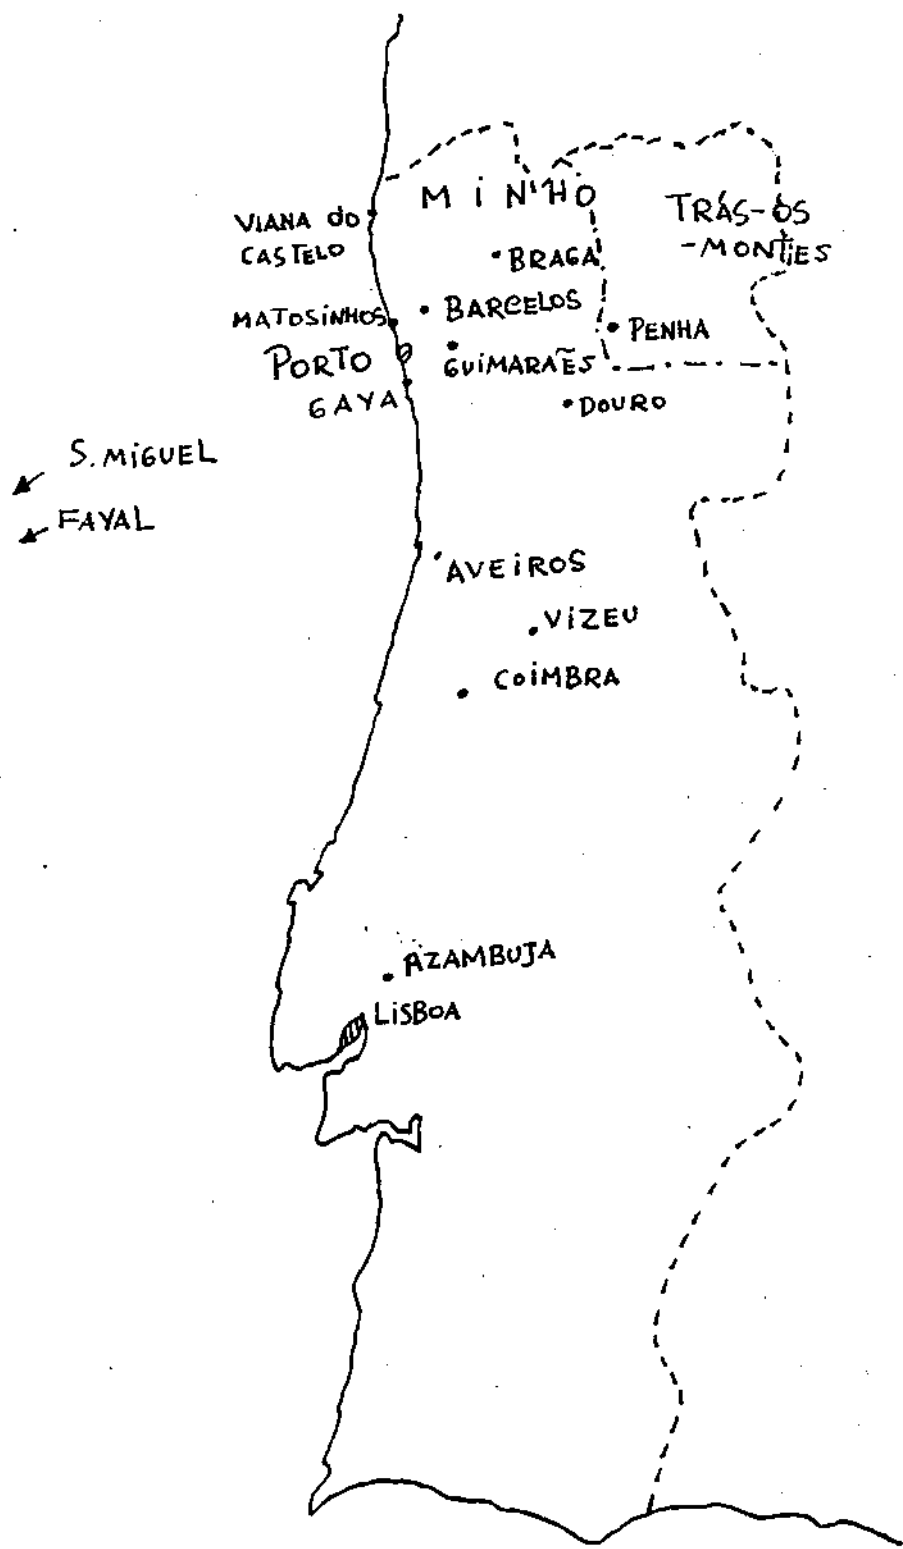 MINHO
TRÁS-OS
-MONTES
VIANA do
CASTELO
BRAGA
BARCELOS
MATOSINHOS
PENHA
PORTO
GUIMARAẼS
GAYA
DOURO
S. MIGUEL
FAYAL
AVEIROS
VIZEU
COIMBRA
AZAMBUJA
LISBOA